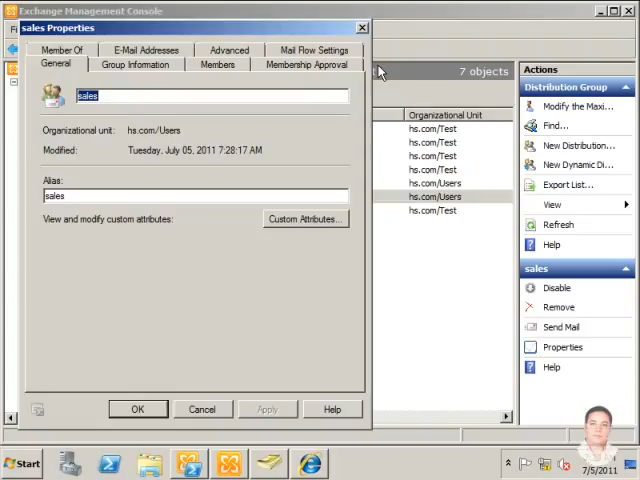 Exchange Management Console
sales Properties
Fi
Member Of
E-Mail Addresses
Advanced
Mail Flow Settings
General
Group Information
Members
Membership Approval
sales
Organizational unit:
hs.com/Users
Modified:
Tuesday, July 05, 2011 7:28:17 AM
Alias:
sales
View and modify custom attributes:
Custom Attributes...
OK
Cancel
Apply
Help
7 objects
Organizational Unit
hs.com/Test
hs.com/Test
hs.com/Test
hs.com/Test
hs.com/Users
hs.com/Users
hs.com/Test
Actions
Distribution Group
Modify the Maxi...
Find...
New Distribution...
New Dynamic Di...
Export List...
View
Refresh
Help
sales
Disable
Remove
Send Mail
Properties
Help
Start
7/5/2011